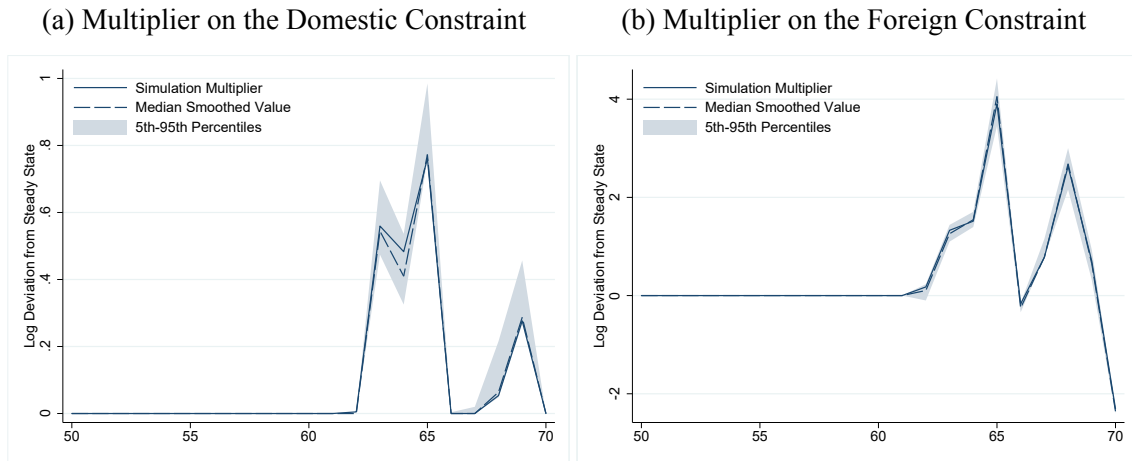 (a) Multiplier on the Domestic Constraint
Simulation Multiplier
Median Smoothed Value
5th-95th Percentiles
Log Deviation from Steady State
1
.8
.6
.4
.2
0
50 55 60 65 70
(b) Multiplier on the Foreign Constraint
Simulation Multiplier
Median Smoothed Value
5th-95th Percentiles
Log Deviation from Steady State
4
2
0
-2
50 55 60 65 70